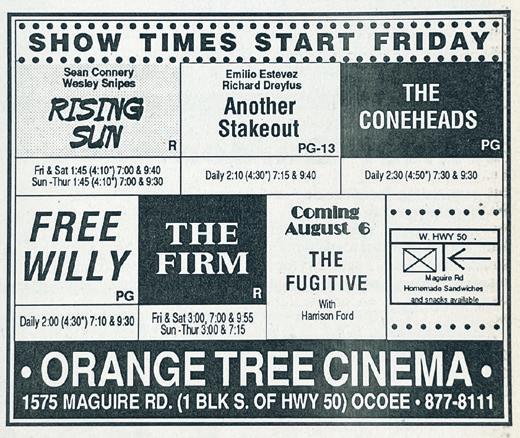 SHOW TIMES START FRIDAY
Sean Connery
Wesley Snipes
RISING
SUN
R
Fri & Sat 1:45 (4:10*) 7:00 & 9:40
Sun -Thur 1:45 (4:10*) 7:00 & 9:30
Emilio Estevez
Richard Dreyfus
Another
Stakeout
PG-13
Daily 2:10 (4:30*) 7:15 & 9:40
THE
CONEHEADS
PG
Daily 2:30 (4:50*) 7:30 & 9:30
FREE
WILLY
PG
Daily 2:00 (4:30*) 7:10 & 9:30
THE
FIRM
R
Fri & Sat 3:00, 7:00 & 9:55
Sun -Thur 3:00 & 7:15
Coming
August 6
THE
FUGITIVE
With
Harrison Ford
W. HWY 50
Maguire Rd
Homemade Sandwiches
and snacks available
• ORANGE TREE CINEMA •
1575 MAGUIRE RD. (1 BLK S. OF HWY 50) OCOEE • 877-8111